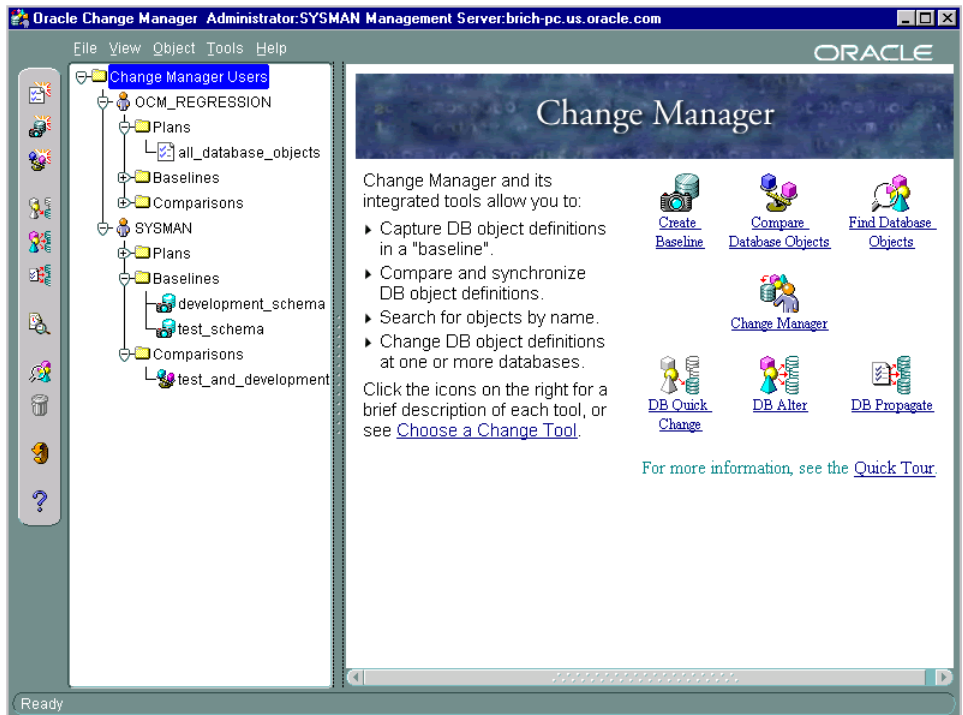 Oracle Change Manager Administrator:SYSMAN Management Server:brich-pc.us.oracle.com
File View Object Tools Help
ORACLE
Change Manager Users
OCM_REGRESSION
Plans
all_database_objects
Baselines
Comparisons
SYSMAN
Plans
Baselines
development_schema
test_schema
Comparisons
test_and_development
Change Manager
Change Manager and its
integrated tools allow you to:
Capture DB object definitions
in a "baseline".
Compare and synchronize
DB object definitions.
Search for objects by name.
Change DB object definitions
at one or more databases.
Click the icons on the right for a
brief description of each tool, or
see Choose a Change Tool.
Create
Baseline
Compare
Database Objects
Find Database
Objects
Change Manager
DB Quick
Change
DB Alter
DB Propagate
For more information, see the Quick Tour.
Ready